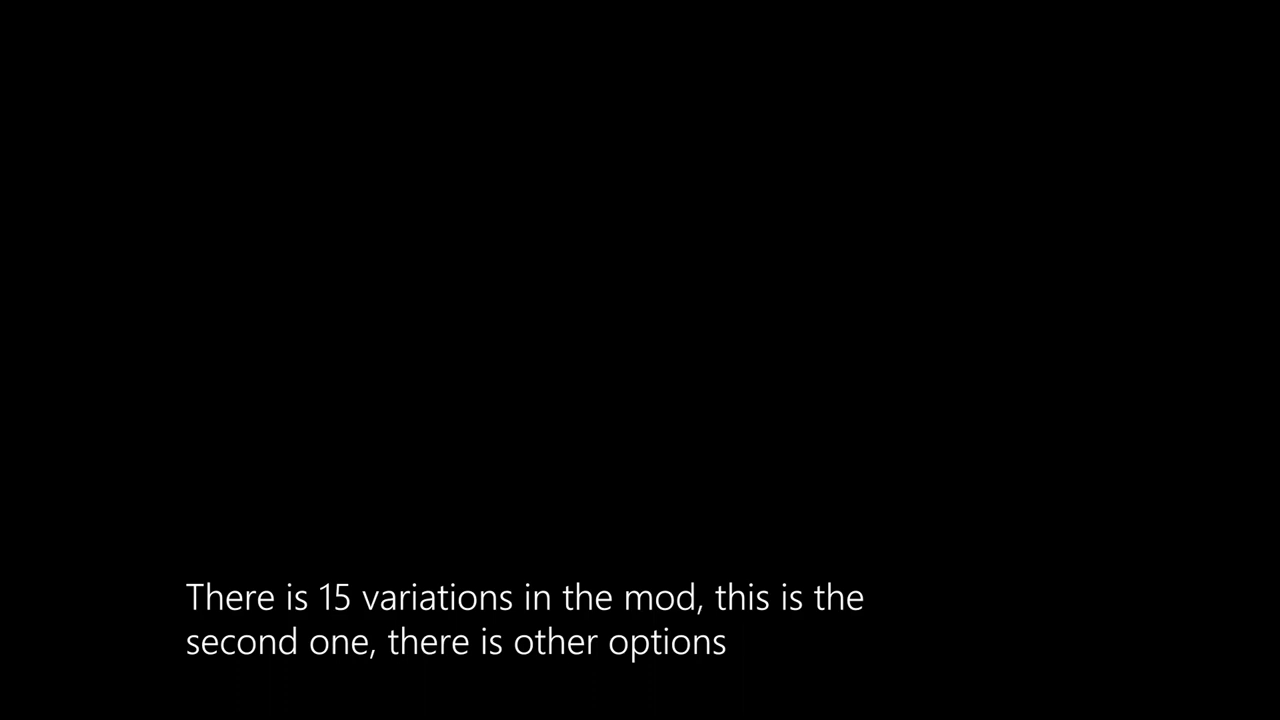 There is 15 variations in the mod, this is the
second one, there is other options